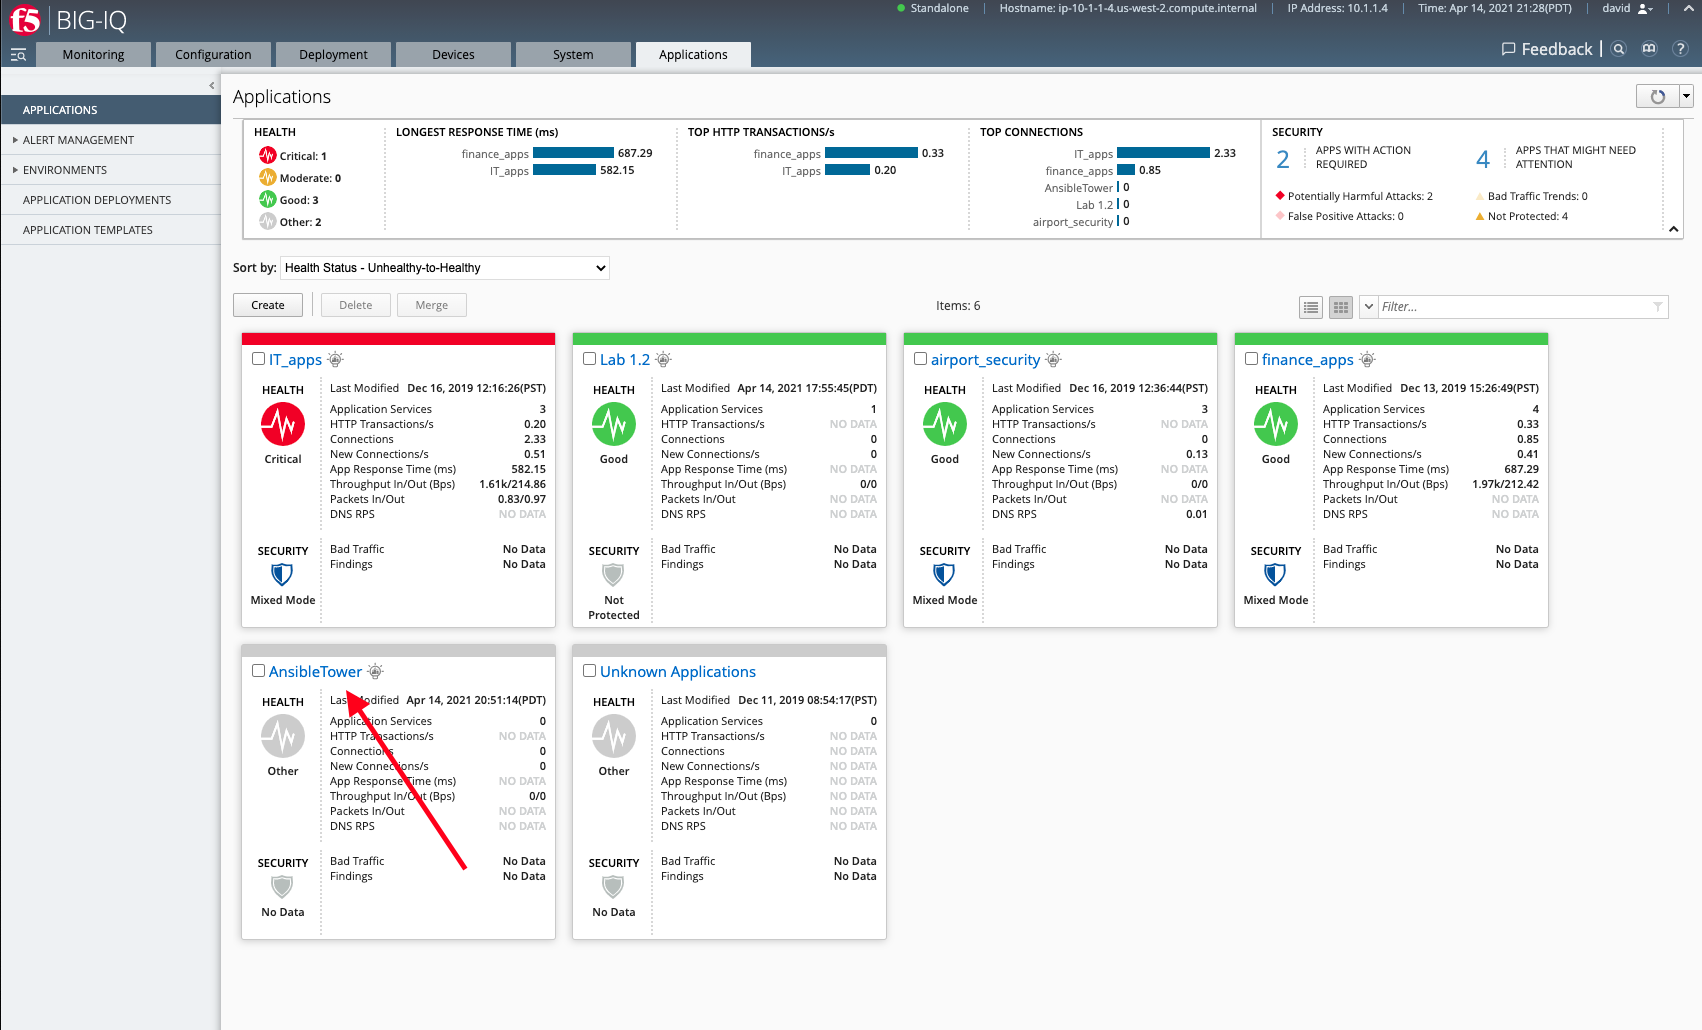 f5 BIG-IQ
Standalone Hostname: ip-10-1-1-4.us-west-2.compute.internal IP Address: 10.1.1.4 Time: Apr 14, 2021 21:28(PDT) david
Monitoring Configuration Deployment Devices System Applications
Feedback
APPLICATIONS
ALERT MANAGEMENT
ENVIRONMENTS
APPLICATION DEPLOYMENTS
APPLICATION TEMPLATES
Applications
HEALTH
Critical: 1
Moderate: 0
Good: 3
Other: 2
LONGEST RESPONSE TIME (ms)
finance_apps 687.29
IT_apps 582.15
TOP HTTP TRANSACTIONS/s
finance_apps 0.33
IT_apps 0.20
TOP CONNECTIONS
IT_apps 2.33
finance_apps 0.85
AnsibleTower 0
Lab 1.2 0
airport_security 0
SECURITY
2 APPS WITH ACTION REQUIRED
Potentially Harmful Attacks: 2
False Positive Attacks: 0
4 APPS THAT MIGHT NEED ATTENTION
Bad Traffic Trends: 0
Not Protected: 4
Sort by: Health Status - Unhealthy-to-Healthy
Create Delete Merge
Items: 6
Filter...
IT_apps
HEALTH
Critical
Last Modified Dec 16, 2019 12:16:26(PST)
Application Services 3
HTTP Transactions/s 0.20
Connections 2.33
New Connections/s 0.51
App Response Time (ms) 582.15
Throughput In/Out (Bps) 1.61k/214.86
Packets In/Out 0.83/0.97
DNS RPS NO DATA
SECURITY
Mixed Mode
Bad Traffic No Data
Findings No Data
Lab 1.2
HEALTH
Good
Last Modified Apr 14, 2021 17:55:45(PDT)
Application Services 1
HTTP Transactions/s NO DATA
Connections 0
New Connections/s 0
App Response Time (ms) NO DATA
Throughput In/Out (Bps) 0/0
Packets In/Out NO DATA
DNS RPS NO DATA
SECURITY
Not
Protected
Bad Traffic No Data
Findings No Data
airport_security
HEALTH
Good
Last Modified Dec 16, 2019 12:36:44(PST)
Application Services 3
HTTP Transactions/s NO DATA
Connections 0
New Connections/s 0.13
App Response Time (ms) NO DATA
Throughput In/Out (Bps) 0/0
Packets In/Out NO DATA
DNS RPS 0.01
SECURITY
Mixed Mode
Bad Traffic No Data
Findings No Data
finance_apps
HEALTH
Good
Last Modified Dec 13, 2019 15:26:49(PST)
Application Services 4
HTTP Transactions/s 0.33
Connections 0.85
New Connections/s 0.41
App Response Time (ms) 687.29
Throughput In/Out (Bps) 1.97k/212.42
Packets In/Out NO DATA
DNS RPS NO DATA
SECURITY
Mixed Mode
Bad Traffic No Data
Findings No Data
AnsibleTower
HEALTH
Other
Last Modified Apr 14, 2021 20:51:14(PDT)
Application Services 0
HTTP Transactions/s NO DATA
Connections 0
New Connections/s 0
App Response Time (ms) NO DATA
Throughput In/Out (Bps) 0/0
Packets In/Out NO DATA
DNS RPS NO DATA
SECURITY
No Data
Bad Traffic No Data
Findings No Data
Unknown Applications
HEALTH
Other
Last Modified Dec 11, 2019 08:54:17(PST)
Application Services 0
HTTP Transactions/s NO DATA
Connections NO DATA
New Connections/s NO DATA
App Response Time (ms) NO DATA
Throughput In/Out (Bps) NO DATA
Packets In/Out NO DATA
DNS RPS NO DATA
SECURITY
No Data
Bad Traffic No Data
Findings No Data